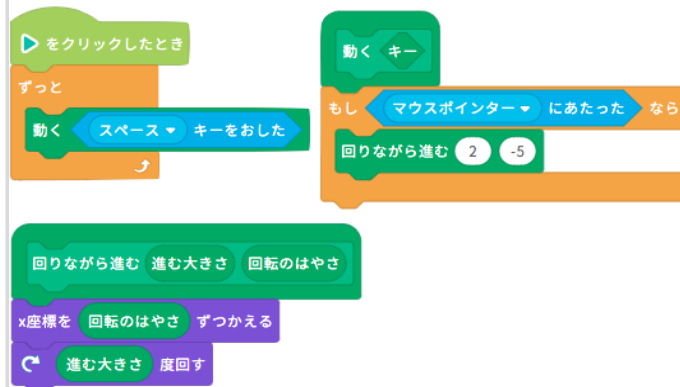 をクリックしたとき
ずっと
動く スペース キーをおした
動く キー
もし マウスポインター にあたった なら
回りながら進む 2 -5
回りながら進む 進む大きさ 回転のはやさ
x座標を 回転のはやさ ずつかえる
進む大きさ 度回す